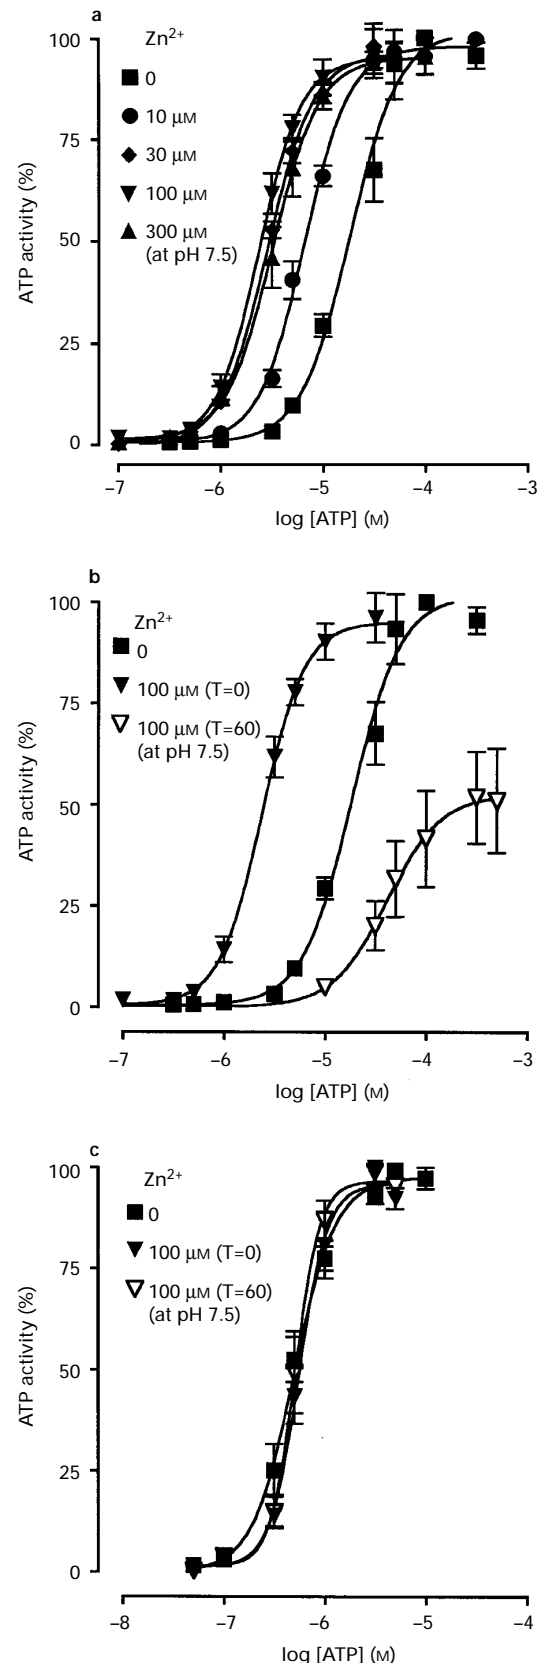 a
Zn²⁺
0
10 μM
30 μM
100 μM
300 μM
(at pH 7.5)
ATP activity (%)
100
75
50
25
0
−7 −6 −5 −4 −3
log [ATP] (M)
b
Zn²⁺
0
100 μM (T=0)
100 μM (T=60)
(at pH 7.5)
ATP activity (%)
100
75
50
25
0
−7 −6 −5 −4 −3
log [ATP] (M)
c
Zn²⁺
0
100 μM (T=0)
100 μM (T=60)
(at pH 7.5)
ATP activity (%)
100
75
50
25
0
−8 −7 −6 −5 −4
log [ATP] (M)